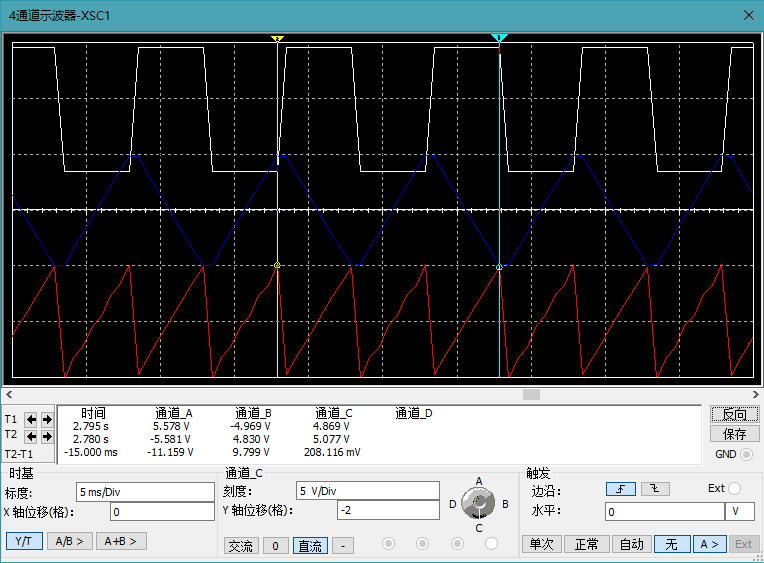 4通道示波器-XSC1
2 1
时间 通道_A 通道_B 通道_C 通道_D
T1 2.795 s 5.578 V -4.969 V 4.869 V
T2 2.780 s -5.581 V 4.830 V 5.077 V
T2-T1 -15.000 ms -11.159 V 9.799 V 208.116 mV
反向
保存
GND
时基 通道_C 触发
标度: 5 ms/Div 刻度: 5 V/Div A B C D 边沿: Ext
X 轴位移(格): 0 Y 轴位移(格): -2 水平: 0 V
Y/T A/B > A+B > 交流 0 直流 - 单次 正常 自动 无 A > Ext